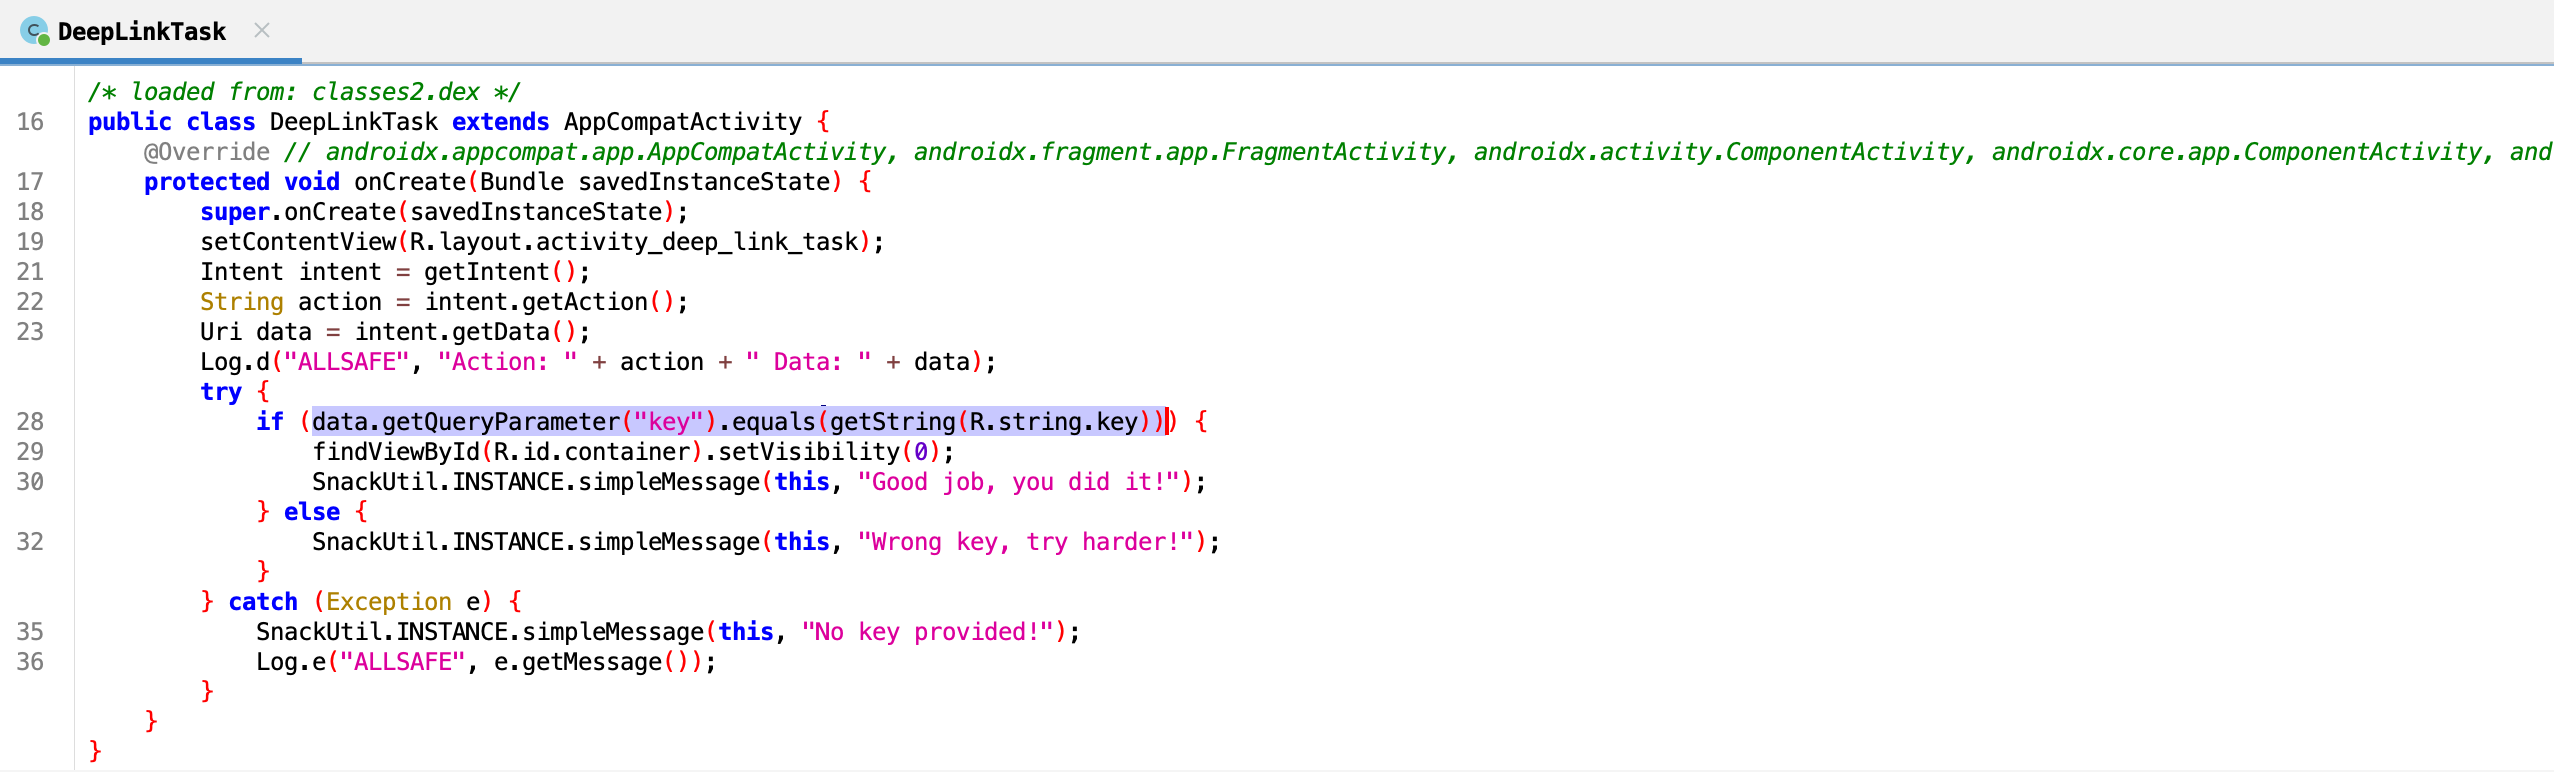 DeepLinkTask
/* loaded from: classes2.dex */
16 public class DeepLinkTask extends AppCompatActivity {
@Override // androidx.appcompat.app.AppCompatActivity, androidx.fragment.app.FragmentActivity, androidx.activity.ComponentActivity, androidx.core.app.ComponentActivity, and
17 protected void onCreate(Bundle savedInstanceState) {
18 super.onCreate(savedInstanceState);
19 setContentView(R.layout.activity_deep_link_task);
21 Intent intent = getIntent();
22 String action = intent.getAction();
23 Uri data = intent.getData();
Log.d("ALLSAFE", "Action: " + action + " Data: " + data);
try {
28 if (data.getQueryParameter("key").equals(getString(R.string.key))) {
29 findViewById(R.id.container).setVisibility(0);
30 SnackUtil.INSTANCE.simpleMessage(this, "Good job, you did it!");
} else {
32 SnackUtil.INSTANCE.simpleMessage(this, "Wrong key, try harder!");
}
} catch (Exception e) {
35 SnackUtil.INSTANCE.simpleMessage(this, "No key provided!");
36 Log.e("ALLSAFE", e.getMessage());
}
}
}